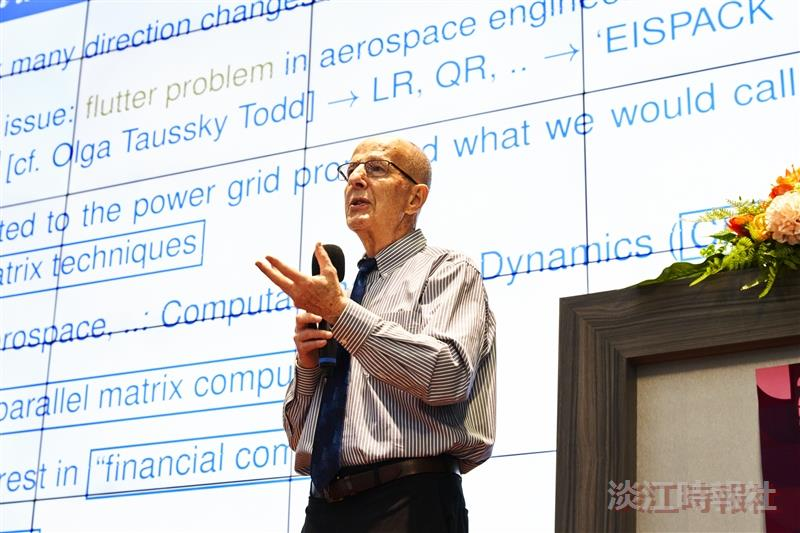 many direction changes
issue: flutter problem in aerospace engine
[cf. Olga Taussky Todd] → LR, QR, .. → 'EISPACK
ted to the power grid pro d what we would call
atrix techniques
erospace, ..: Computa Dynamics (C
parallel matrix compu
rest in "financial com
淡江時報社